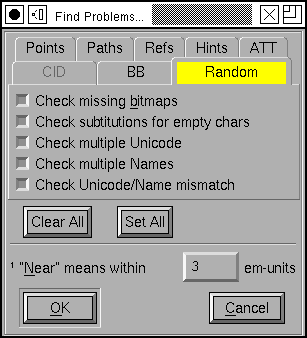 Find Problems...
Points Paths Refs Hints ATT
CID BB Random
Check missing bitmaps
Check subtitutions for empty chars
Check multiple Unicode
Check multiple Names
Check Unicode/Name mismatch
Clear All Set All
¹ "Near" means within 3 em-units
OK Cancel